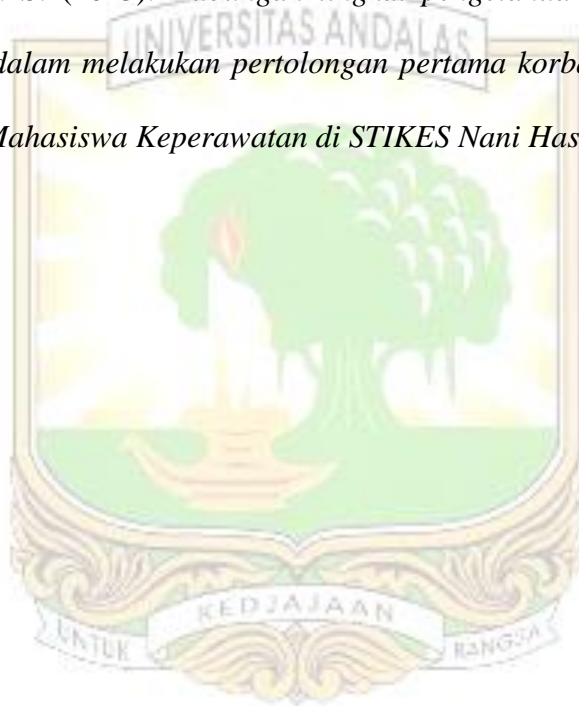 UNIVERSITAS ANDALAS
dalam melakukan pertolongan pertama korba
Mahasiswa Keperawatan di STIKES Nani Has
KEDJAJAAN
UNTUK BANGSA